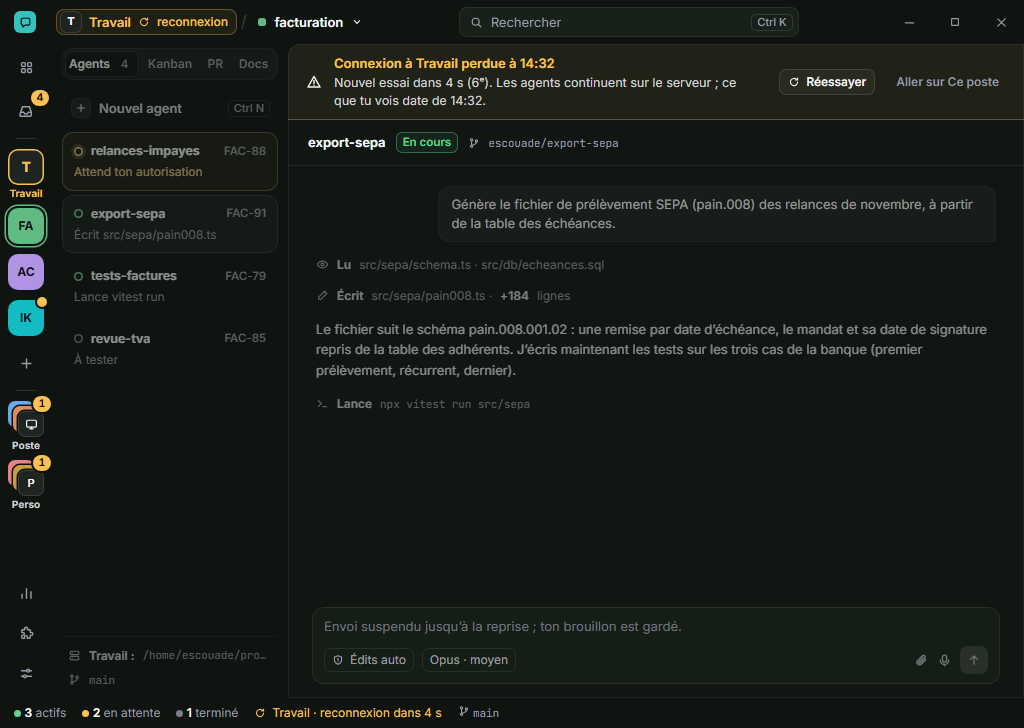 T Travail reconnexion / facturation
Rechercher Ctrl K
4
T
Travail
FA
AC
IK
1
Poste
1
P
Perso
Agents 4 Kanban PR Docs
Nouvel agent Ctrl N
relances-impayes FAC-88
Attend ton autorisation
export-sepa FAC-91
Écrit src/sepa/pain008.ts
tests-factures FAC-79
Lance vitest run
revue-tva FAC-85
À tester
Travail : /home/escouade/pro…
main
Connexion à Travail perdue à 14:32
Nouvel essai dans 4 s (6ᵉ). Les agents continuent sur le serveur ; ce
que tu vois date de 14:32.
Réessayer
Aller sur Ce poste
export-sepa En cours escouade/export-sepa
Génère le fichier de prélèvement SEPA (pain.008) des relances de novembre, à partir
de la table des échéances.
Lu src/sepa/schema.ts · src/db/echeances.sql
Écrit src/sepa/pain008.ts · +184 lignes
Le fichier suit le schéma pain.008.001.02 : une remise par date d’échéance, le mandat et sa date de signature
repris de la table des adhérents. J’écris maintenant les tests sur les trois cas de la banque (premier
prélèvement, récurrent, dernier).
Lance npx vitest run src/sepa
Envoi suspendu jusqu’à la reprise ; ton brouillon est gardé.
Édits auto Opus · moyen
3 actifs 2 en attente 1 terminé Travail · reconnexion dans 4 s main